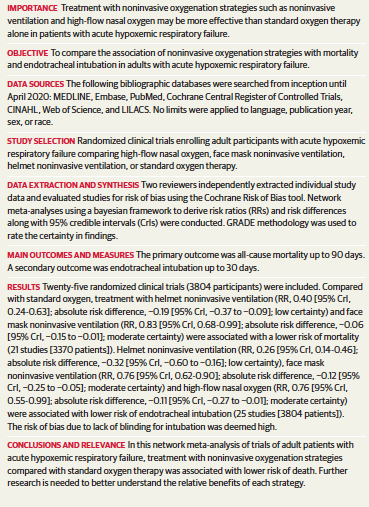 IMPORTANCE Treatment with noninvasive oxygenation strategies such as noninvasive
ventilation and high-flow nasal oxygen may be more effective than standard oxygen therapy
alone in patients with acute hypoxemic respiratory failure.
OBJECTIVE To compare the association of noninvasive oxygenation strategies with mortality
and endotracheal intubation in adults with acute hypoxemic respiratory failure.
DATA SOURCES The following bibliographic databases were searched from inception until
April 2020: MEDLINE, Embase, PubMed, Cochrane Central Register of Controlled Trials,
CINAHL, Web of Science, and LILACS. No limits were applied to language, publication year,
sex, or race.
STUDY SELECTION Randomized clinical trials enrolling adult participants with acute hypoxemic
respiratory failure comparing high-flow nasal oxygen, face mask noninvasive ventilation,
helmet noninvasive ventilation, or standard oxygen therapy.
DATA EXTRACTION AND SYNTHESIS Two reviewers independently extracted individual study
data and evaluated studies for risk of bias using the Cochrane Risk of Bias tool. Network
meta-analyses using a bayesian framework to derive risk ratios (RRs) and risk differences
along with 95% credible intervals (CrIs) were conducted. GRADE methodology was used to
rate the certainty in findings.
MAIN OUTCOMES AND MEASURES The primary outcome was all-cause mortality up to 90 days.
A secondary outcome was endotracheal intubation up to 30 days.
RESULTS Twenty-five randomized clinical trials (3804 participants) were included. Compared
with standard oxygen, treatment with helmet noninvasive ventilation (RR, 0.40 [95% CrI,
0.24-0.63]; absolute risk difference, −0.19 [95% CrI, −0.37 to −0.09]; low certainty) and face
mask noninvasive ventilation (RR, 0.83 [95% CrI, 0.68-0.99]; absolute risk difference, −0.06
[95% CrI, −0.15 to −0.01]; moderate certainty) were associated with a lower risk of mortality
(21 studies [3370 patients]). Helmet noninvasive ventilation (RR, 0.26 [95% CrI, 0.14-0.46];
absolute risk difference, −0.32 [95% CrI, −0.60 to −0.16]; low certainty), face mask
noninvasive ventilation (RR, 0.76 [95% CrI, 0.62-0.90]; absolute risk difference, −0.12 [95%
CrI, −0.25 to −0.05]; moderate certainty) and high-flow nasal oxygen (RR, 0.76 [95% CrI,
0.55-0.99]; absolute risk difference, −0.11 [95% CrI, −0.27 to −0.01]; moderate certainty)
were associated with lower risk of endotracheal intubation (25 studies [3804 patients]).
The risk of bias due to lack of blinding for intubation was deemed high.
CONCLUSIONS AND RELEVANCE In this network meta-analysis of trials of adult patients with
acute hypoxemic respiratory failure, treatment with noninvasive oxygenation strategies
compared with standard oxygen therapy was associated with lower risk of death. Further
research is needed to better understand the relative benefits of each strategy.